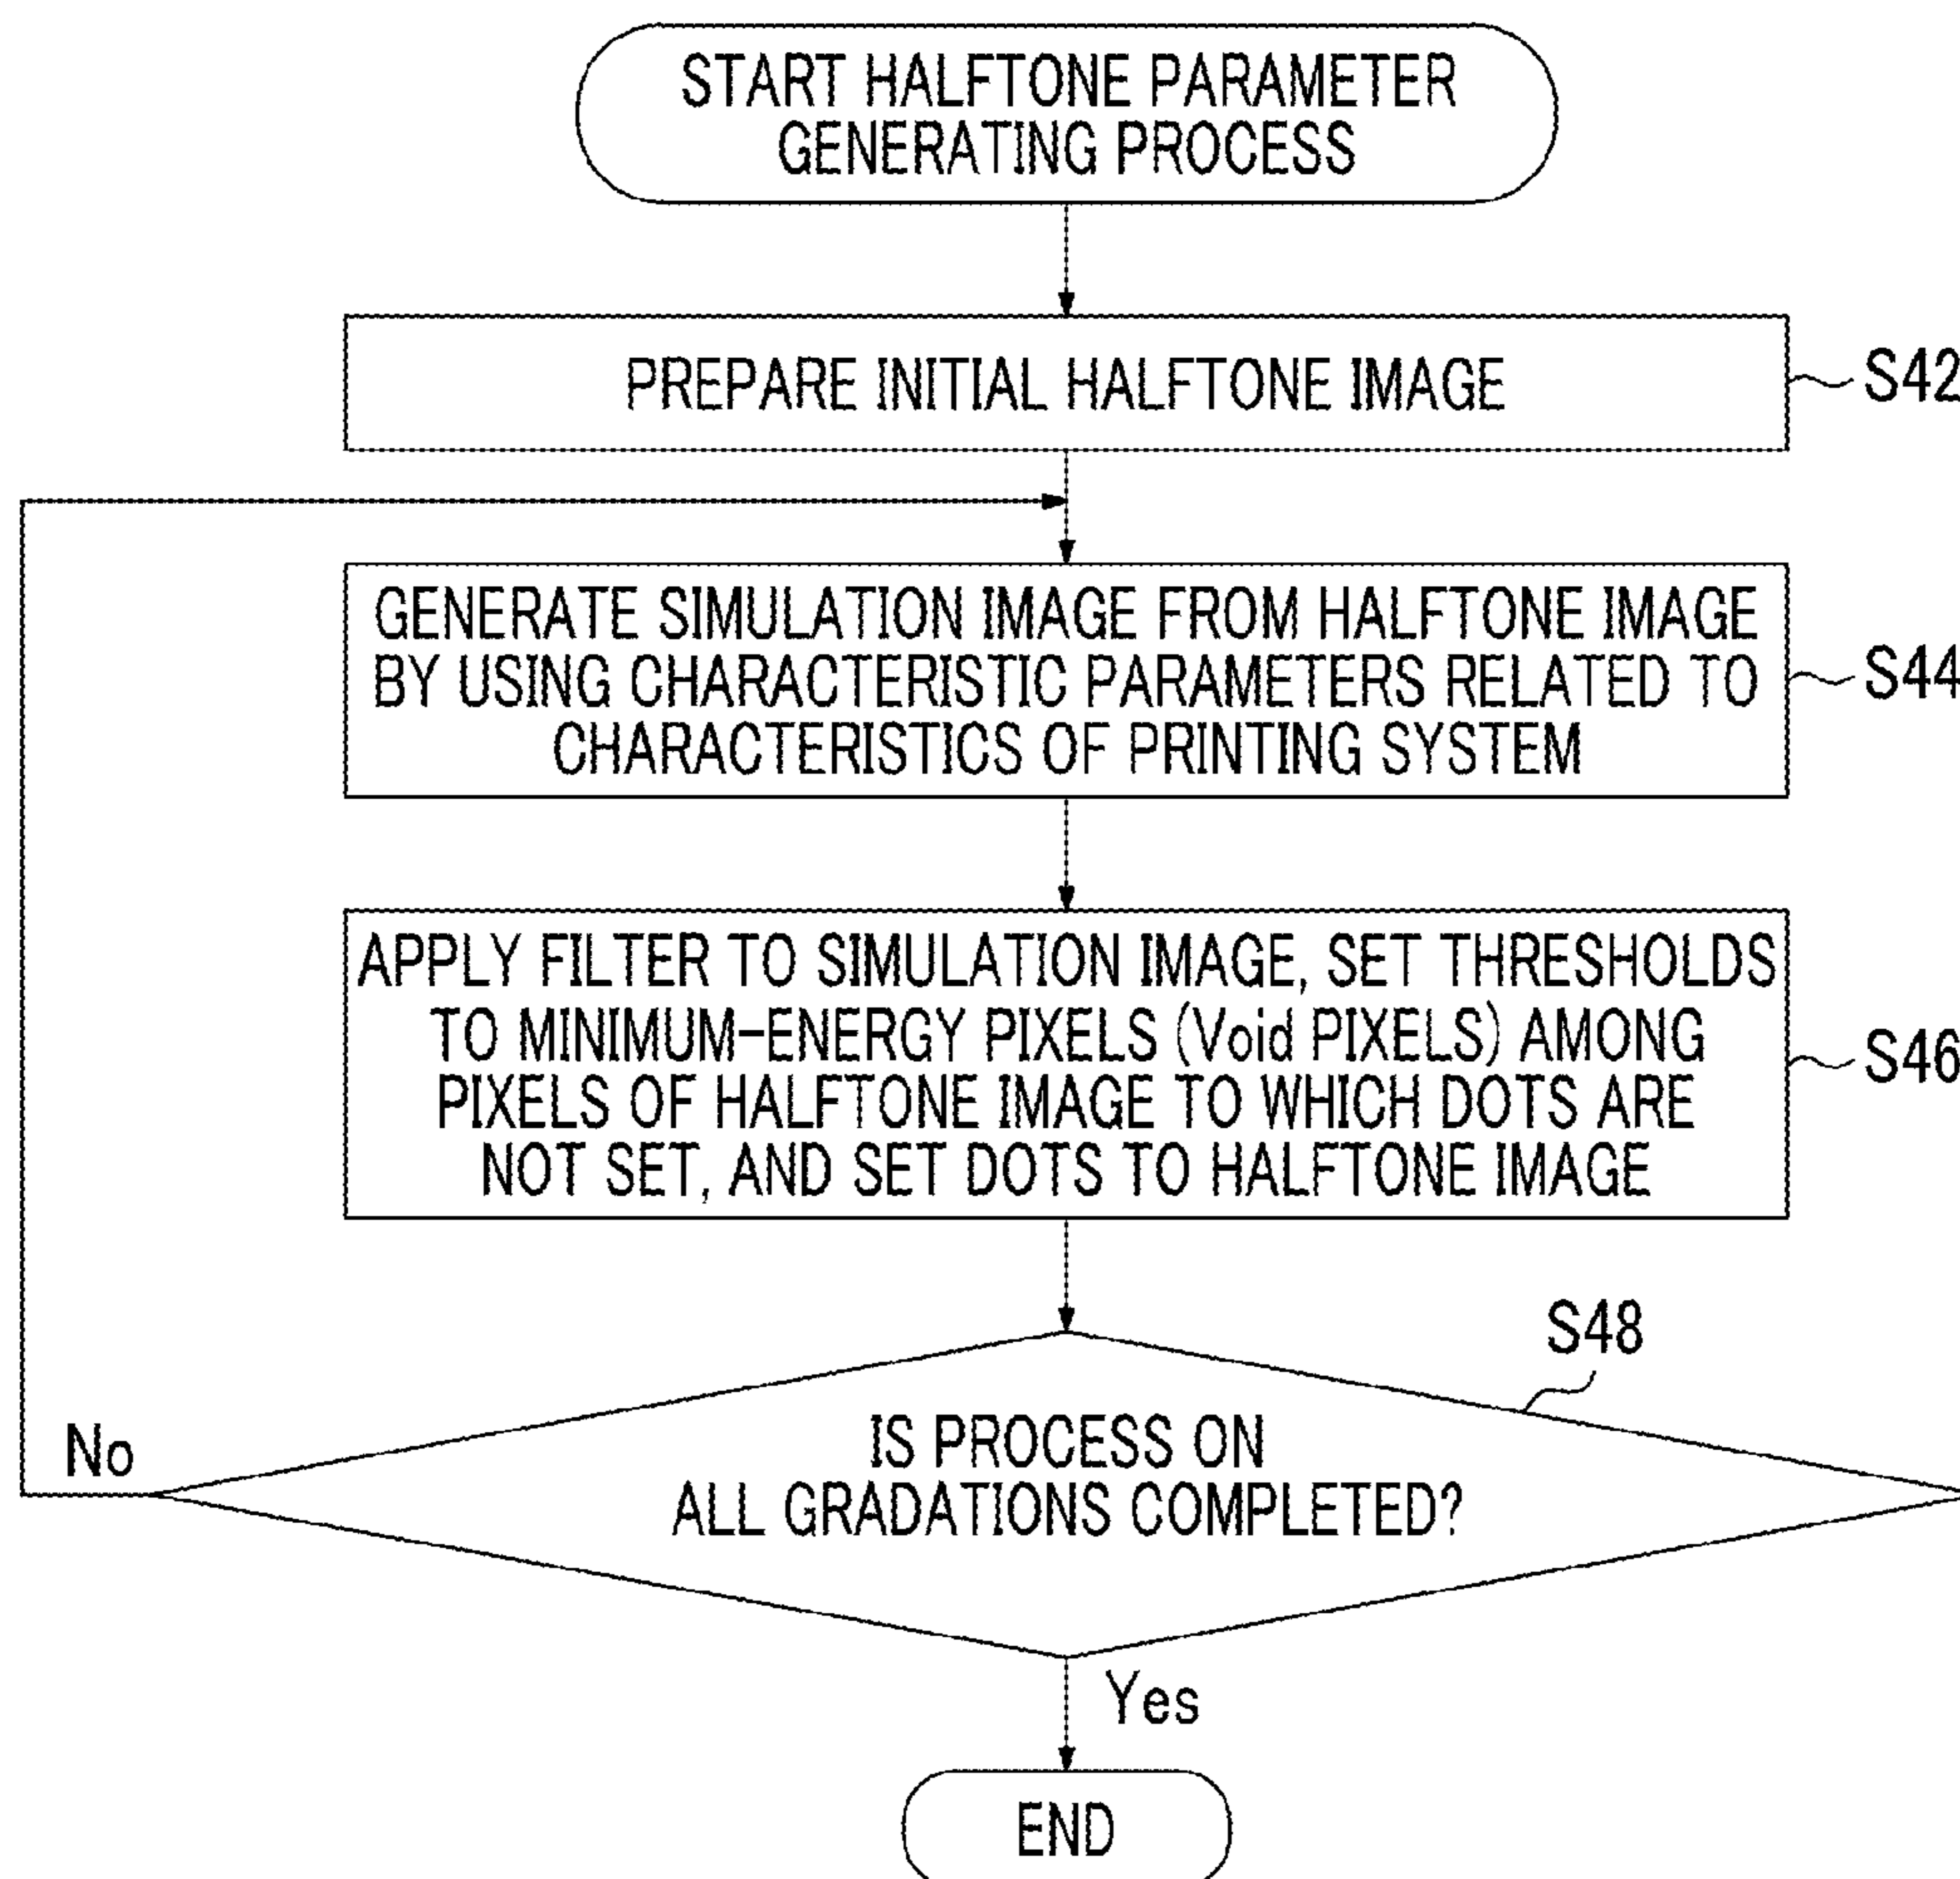 START HALFTONE PARAMETER
GENERATING PROCESS
PREPARE INITIAL HALFTONE IMAGE
S42
GENERATE SIMULATION IMAGE FROM HALFTONE IMAGE
BY USING CHARACTERISTIC PARAMETERS RELATED TO
CHARACTERISTICS OF PRINTING SYSTEM
S44
APPLY FILTER TO SIMULATION IMAGE, SET THRESHOLDS
TO MINIMUM-ENERGY PIXELS (Void PIXELS) AMONG
PIXELS OF HALFTONE IMAGE TO WHICH DOTS ARE
NOT SET, AND SET DOTS TO HALFTONE IMAGE
S46
S48
IS PROCESS ON
ALL GRADATIONS COMPLETED?
No
Yes
END